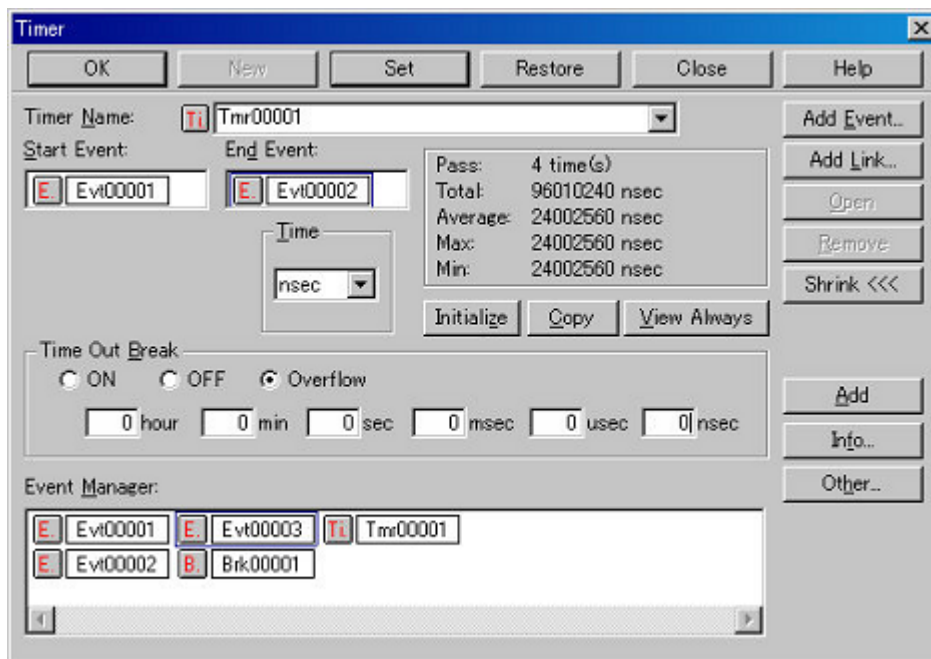 Timer
OK New Set Restore Close Help
Timer Name: Ti Tmr00001 Add Event...
Start Event: End Event:
E. Evt00001 E. Evt00002
Pass: 4 time(s)
Total: 96010240 nsec
Average: 24002560 nsec
Max: 24002560 nsec
Min: 24002560 nsec
Add Link...
Open
Remove
Shrink <<<
Time
nsec
Initialize Copy View Always
Time Out Break
ON OFF Overflow
0 hour 0 min 0 sec 0 msec 0 usec 0 nsec
Add
Info...
Other...
Event Manager:
E. Evt00001 E. Evt00003 Ti. Tmr00001
E. Evt00002 B. Brk00001